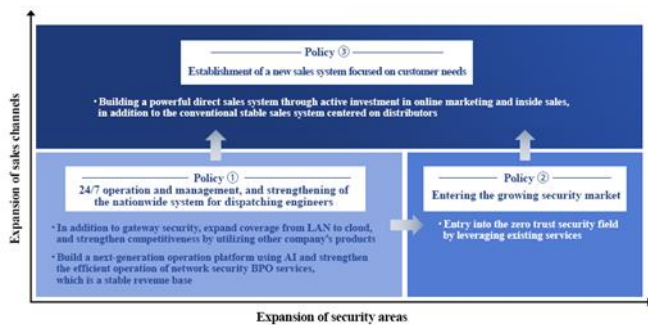 Expansion of sales channels
Policy ③
Establishment of a new sales system focused on customer needs
・Building a powerful direct sales system through active investment in online marketing and inside sales,
in addition to the conventional stable sales system centered on distributors
Policy ①
24/7 operation and management, and strengthening of
the nationwide system for dispatching engineers
・In addition to gateway security, expand coverage from LAN to cloud,
and strengthen competitiveness by utilizing other company's products
・Build a next-generation operation platform using AI and strengthen
the efficient operation of network security BPO services,
which is a stable revenue base
Policy ②
Entering the growing security market
・Entry into the zero trust security field
by leveraging existing services
Expansion of security areas